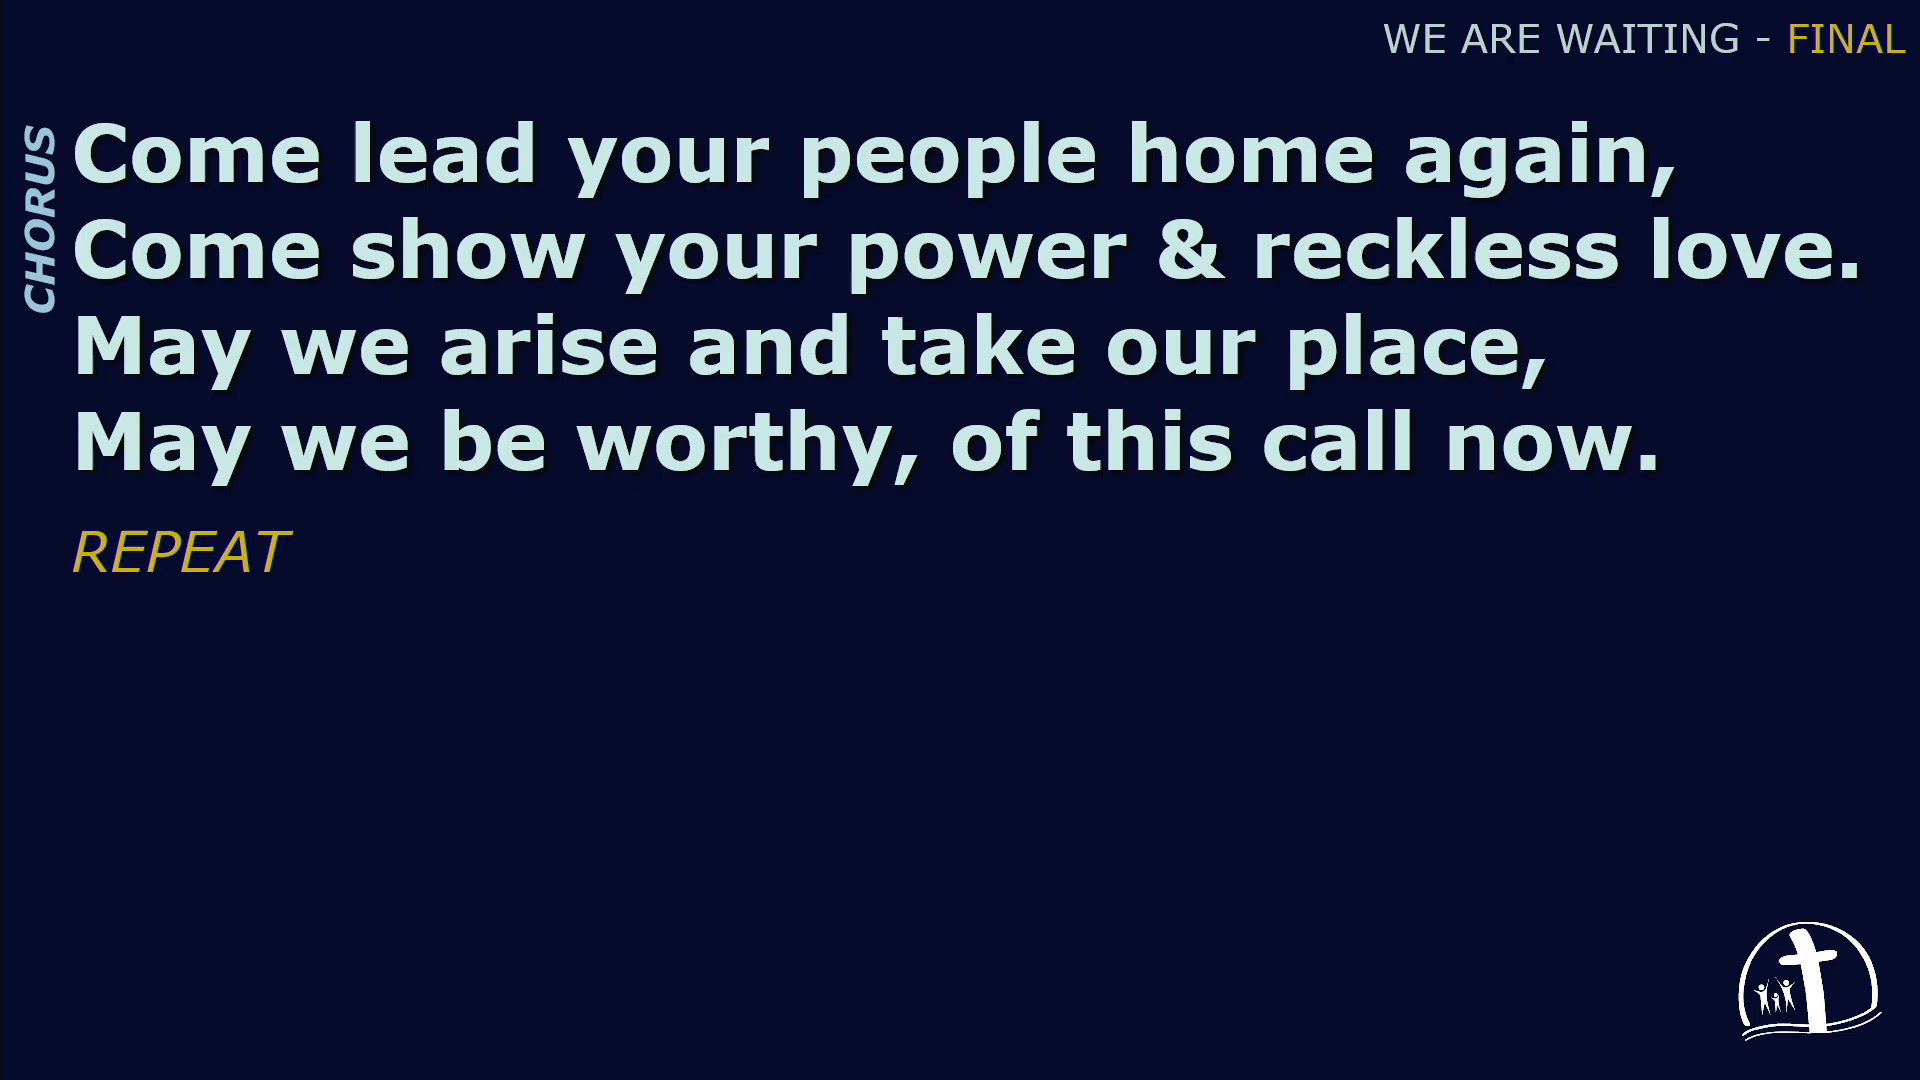 WE ARE WAITING - FINAL
CHORUS
Come lead your people home again,
Come show your power & reckless love.
May we arise and take our place,
May we be worthy, of this call now.
REPEAT